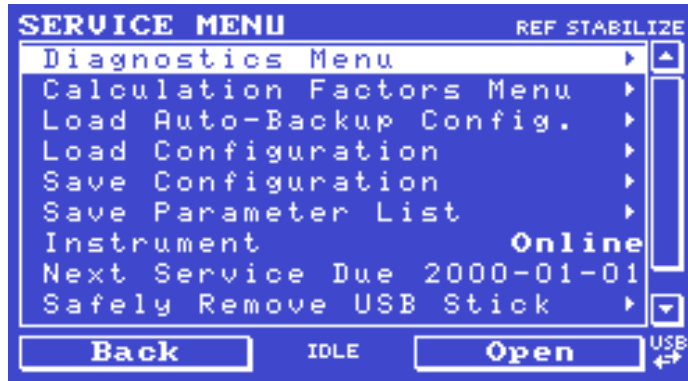 SERVICE MENU REF STABILIZE
Diagnostics Menu
Calculation Factors Menu
Load Auto-Backup Config.
Load Configuration
Save Configuration
Save Parameter List
Instrument Online
Next Service Due 2000-01-01
Safely Remove USB Stick
Back IDLE Open USB